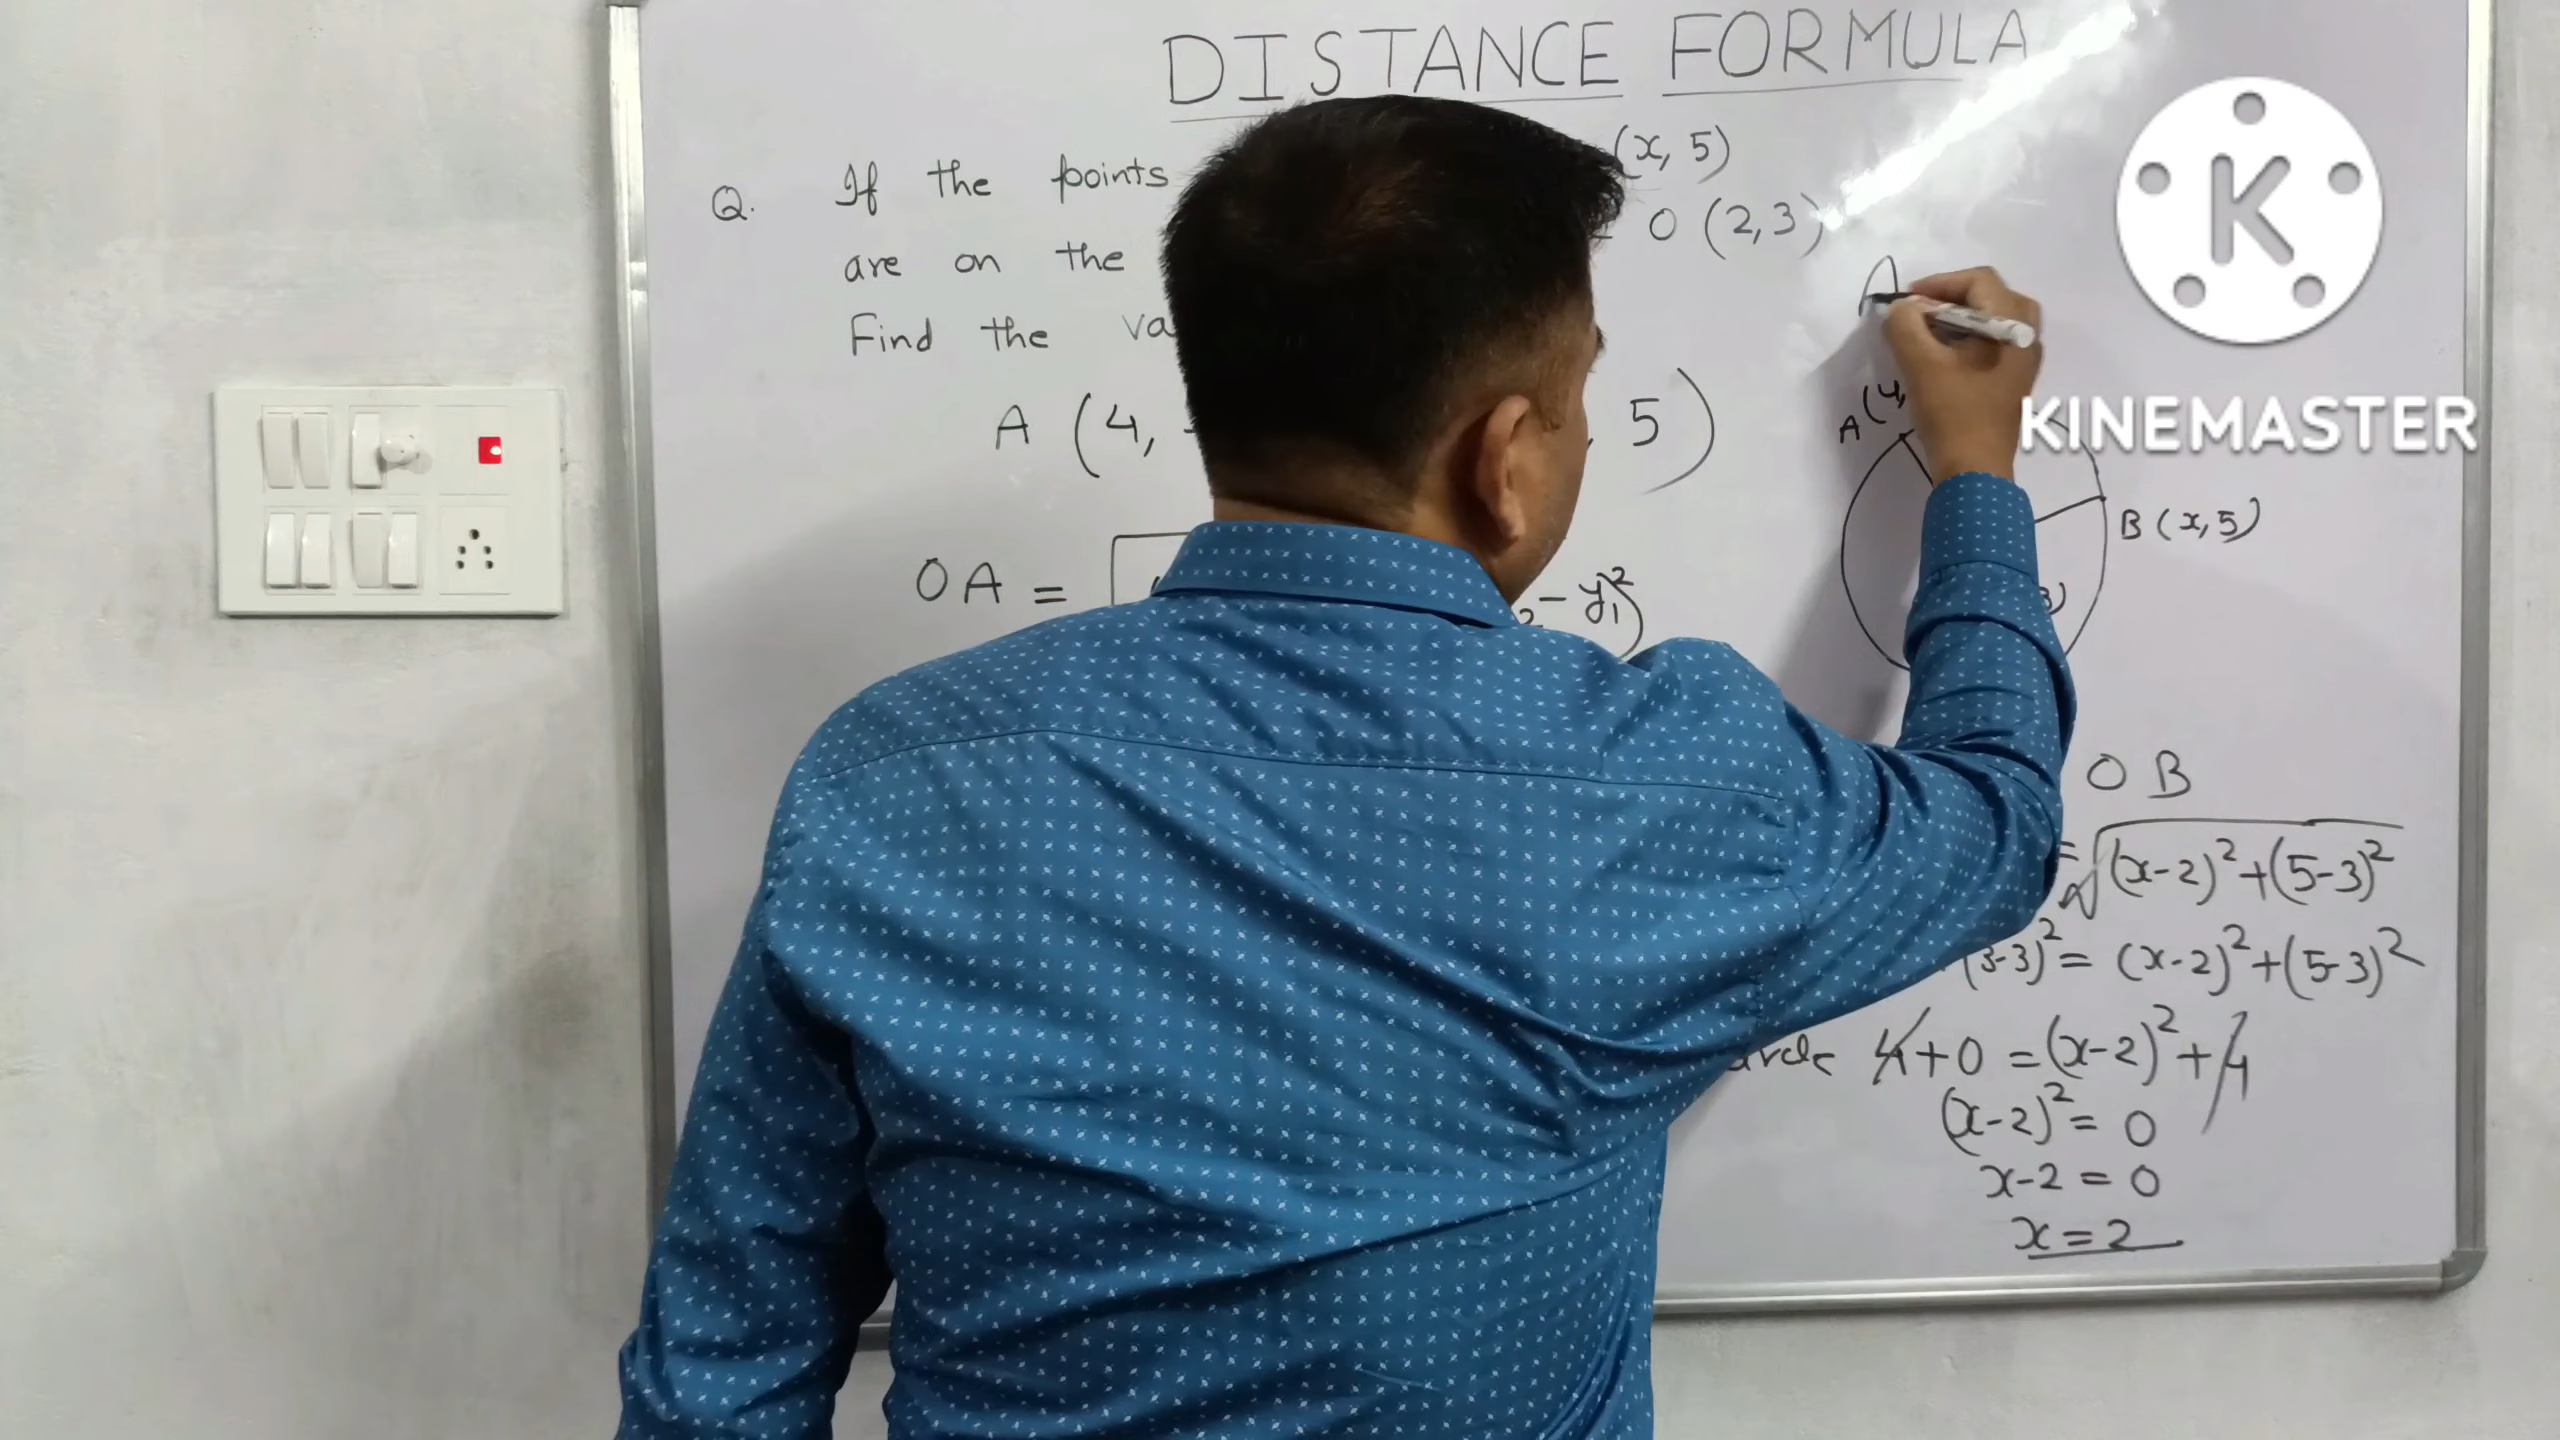 DISTANCE FORMULA
Q. If the points (x, 5)
are on the O (2,3)
Find the
A
A (4, 5)
A (4,
B (x, 5)
OA = - y₁)²
3)
OB
= √(x-2)²+(5-3)²
(3-3)² = (x-2)²+(5-3)²
4+0 = (x-2)²+4
(x-2)² = 0
x-2 = 0
x = 2
K
KINEMASTER